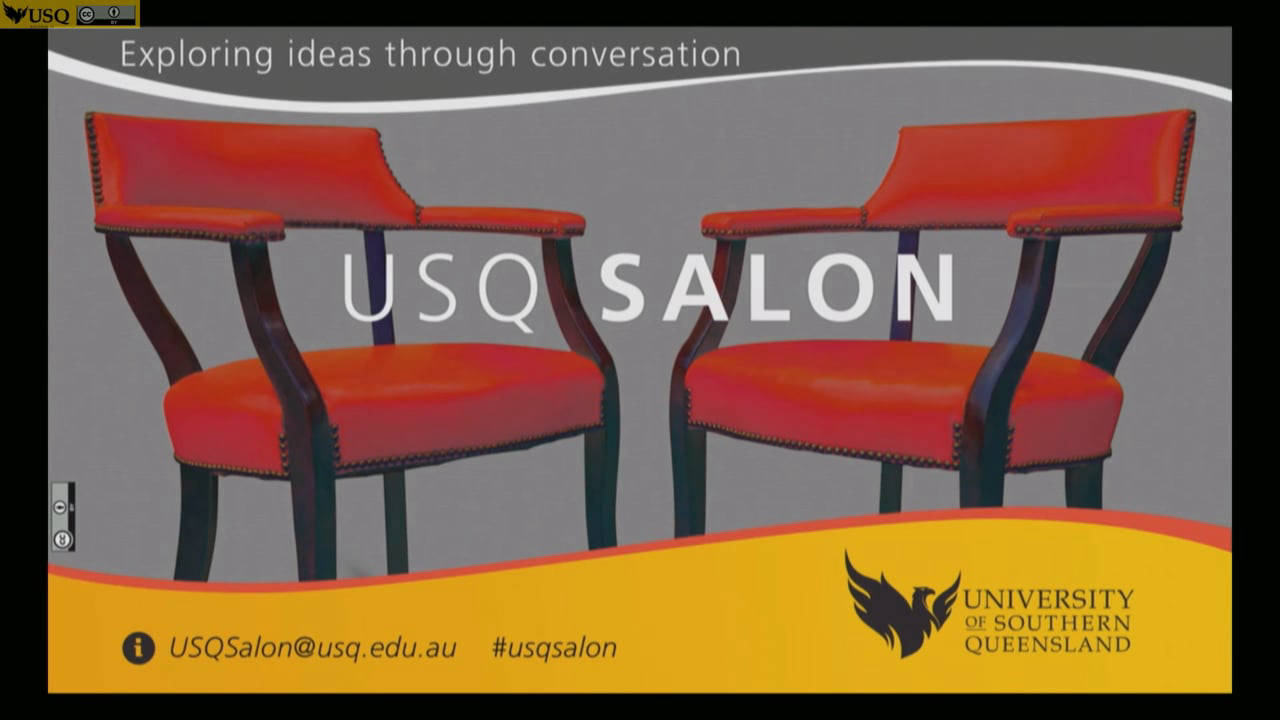 USQ
Exploring ideas through conversation
USQ SALON
USQSalon@usq.edu.au #usqsalon
UNIVERSITY
OF SOUTHERN
QUEENSLAND